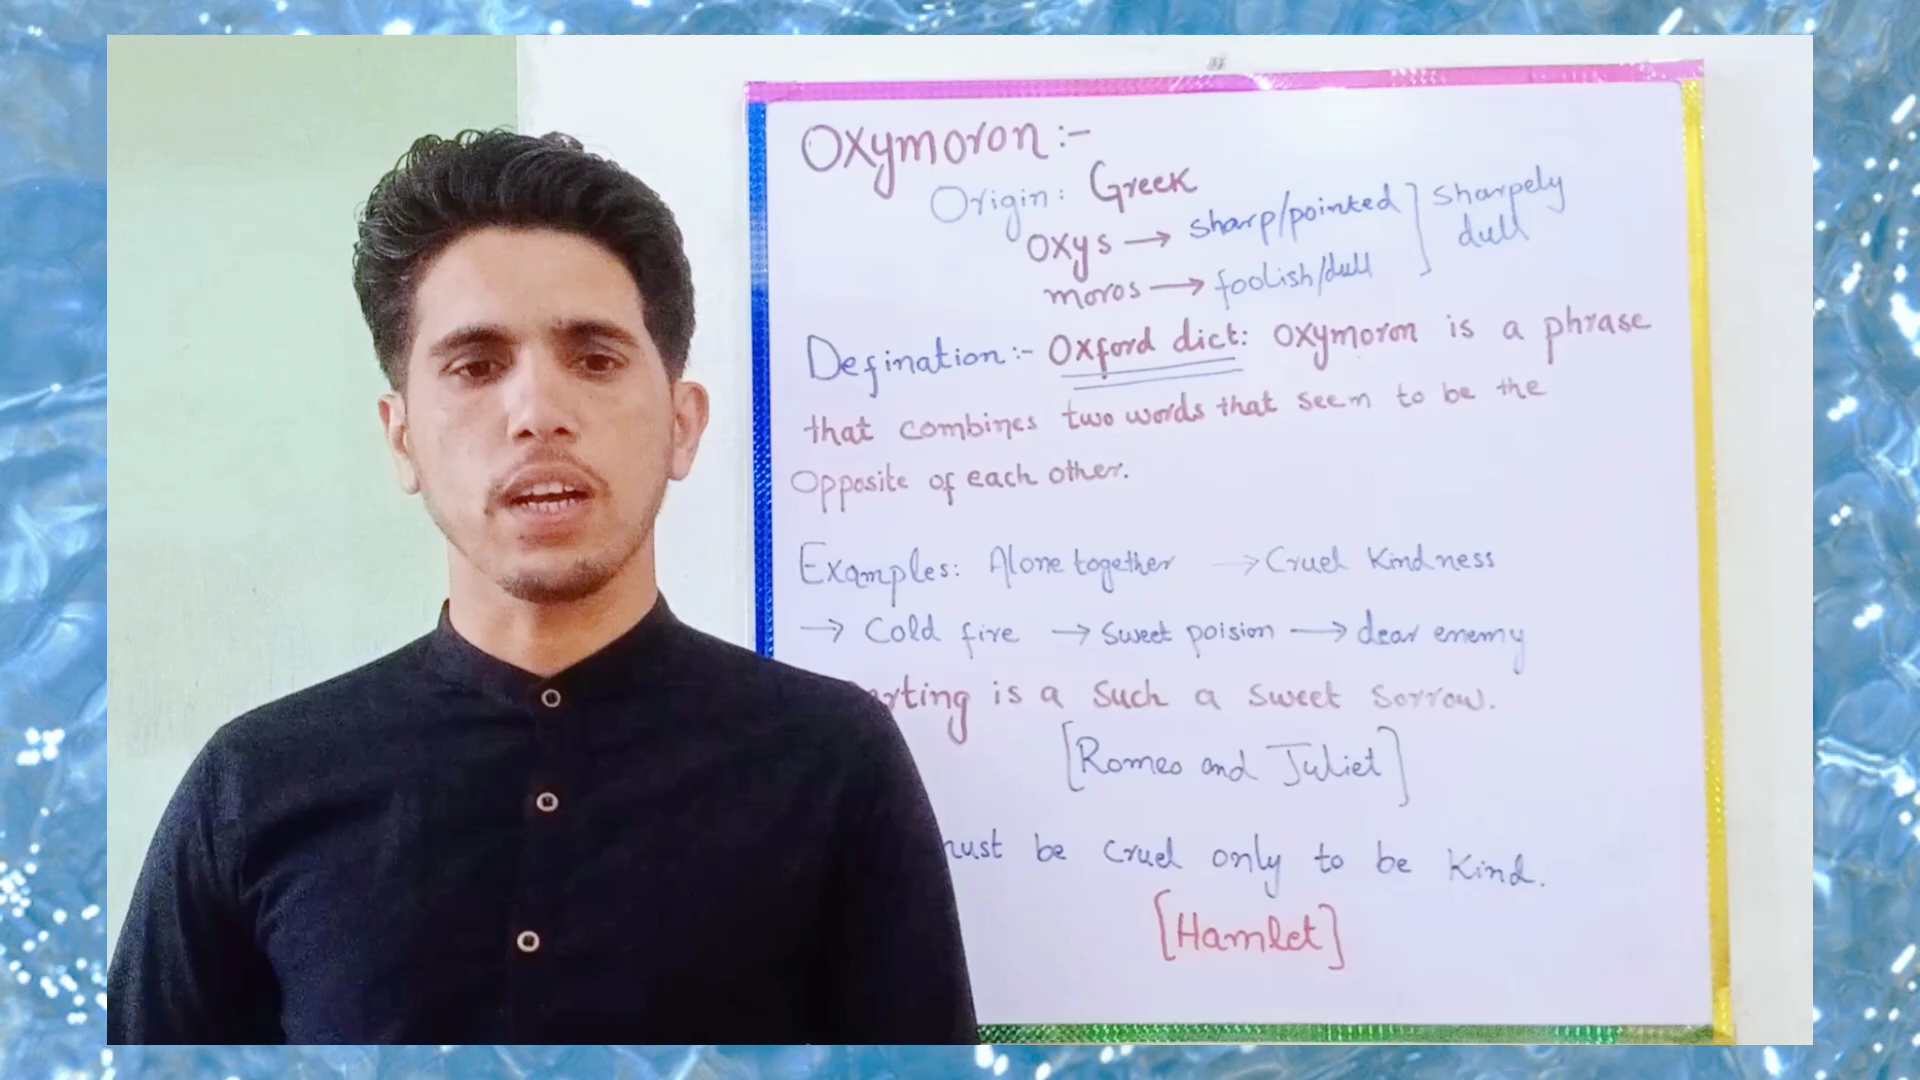 Oxymoron :-
Origin: Greek
oxys → sharp/pointed ] sharpely
moros → foolish/dull dull
Defination :- Oxford dict: oxymoron is a phrase
that combines two words that seem to be the
Opposite of each other.
Examples: Alone together → Cruel Kindness
→ Cold fire → sweet poision → dear enemy
rting is a such a sweet sorrow.
[Romeo and Juliet]
ust be cruel only to be kind.
[Hamlet]